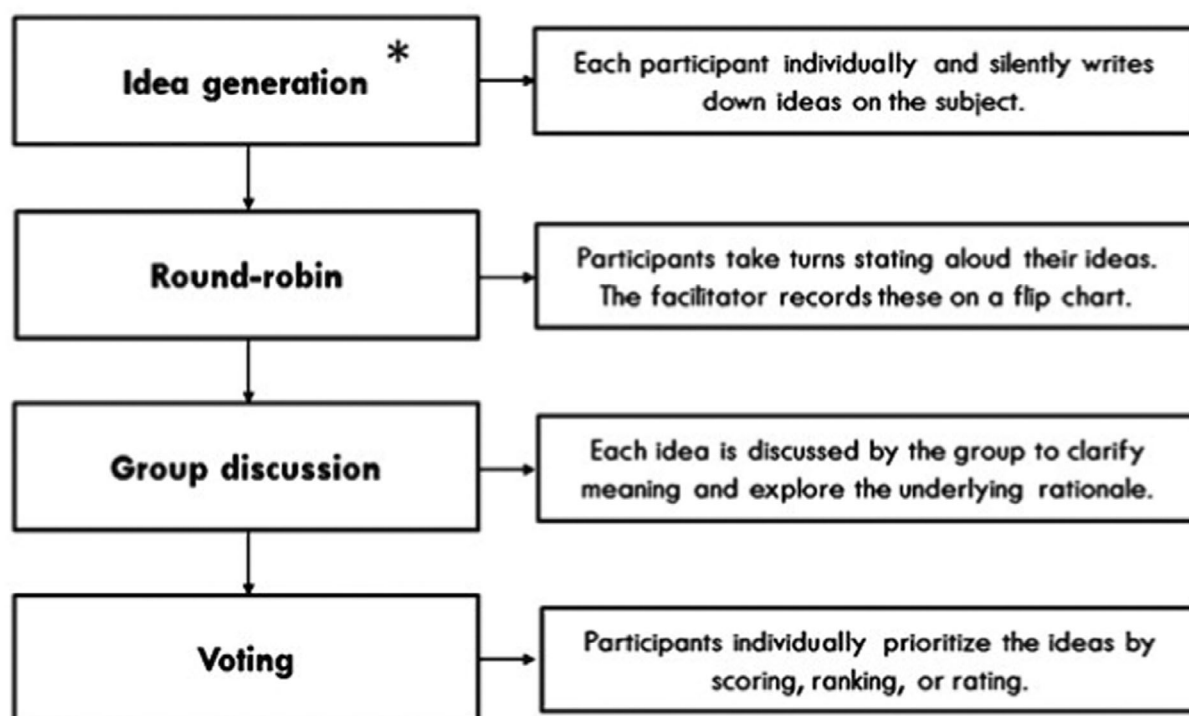 Idea generation *
Each participant individually and silently writes
down ideas on the subject.
Round-robin
Participants take turns stating aloud their ideas.
The facilitator records these on a flip chart.
Group discussion
Each idea is discussed by the group to clarify
meaning and explore the underlying rationale.
Voting
Participants individually prioritize the ideas by
scoring, ranking, or rating.